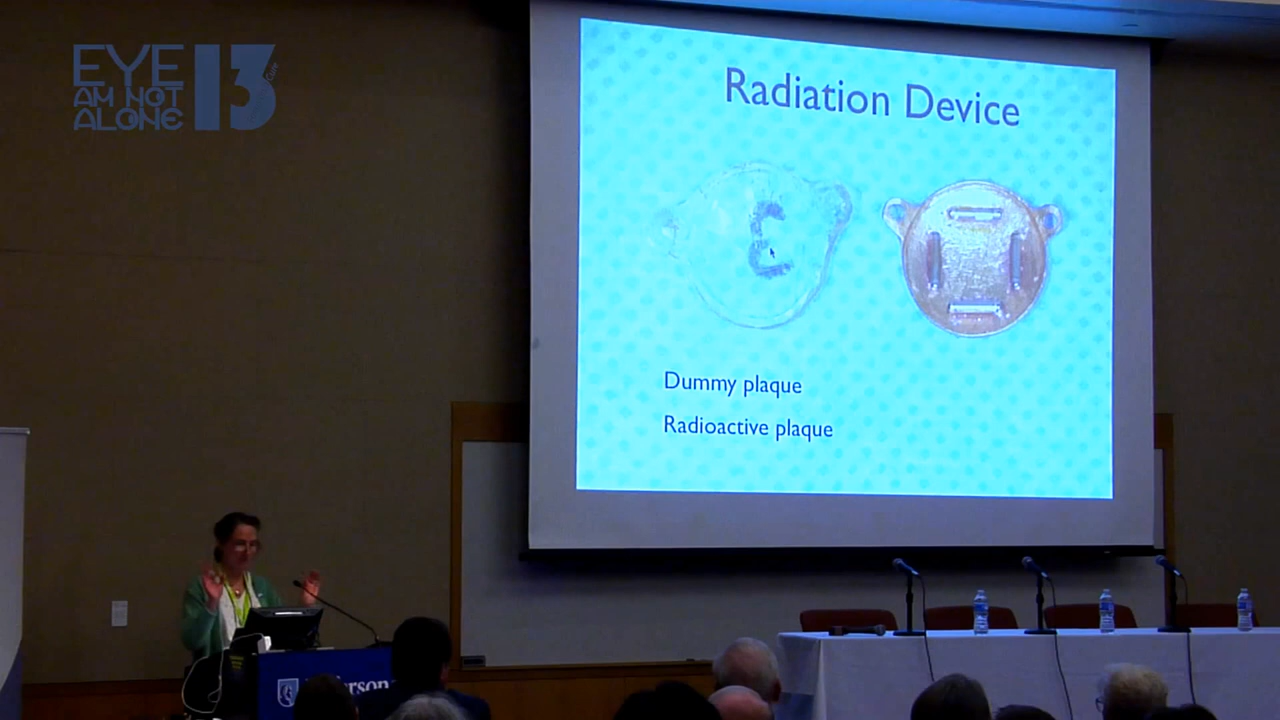 EYE
AM NOT
ALONE
13
Radiation Device
Dummy plaque
Radioactive plaque